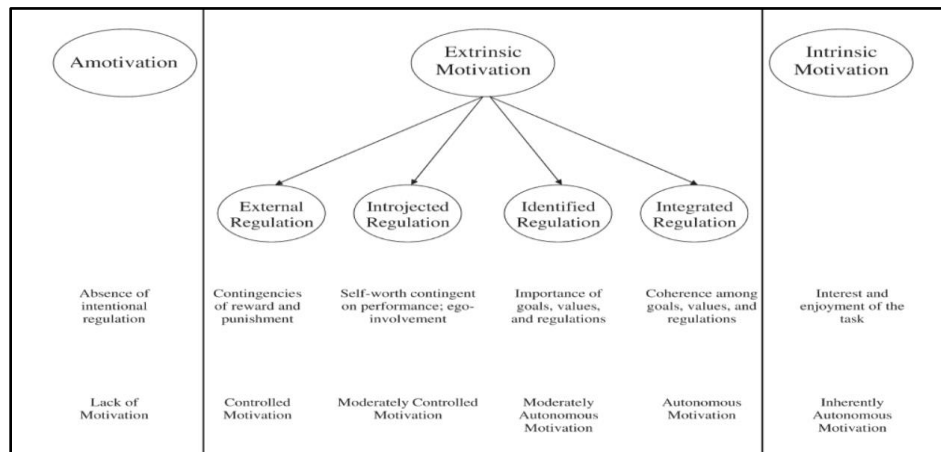 Amotivation
Extrinsic
Motivation
Intrinsic
Motivation
External
Regulation
Introjected
Regulation
Identified
Regulation
Integrated
Regulation
Absence of
intentional
regulation
Contingencies
of reward and
punishment
Self-worth contingent
on performance; ego-
involvement
Importance of
goals, values,
and regulations
Coherence among
goals, values, and
regulations
Interest and
enjoyment of the
task
Lack of
Motivation
Controlled
Motivation
Moderately Controlled
Motivation
Moderately
Autonomous
Motivation
Autonomous
Motivation
Inherently
Autonomous
Motivation